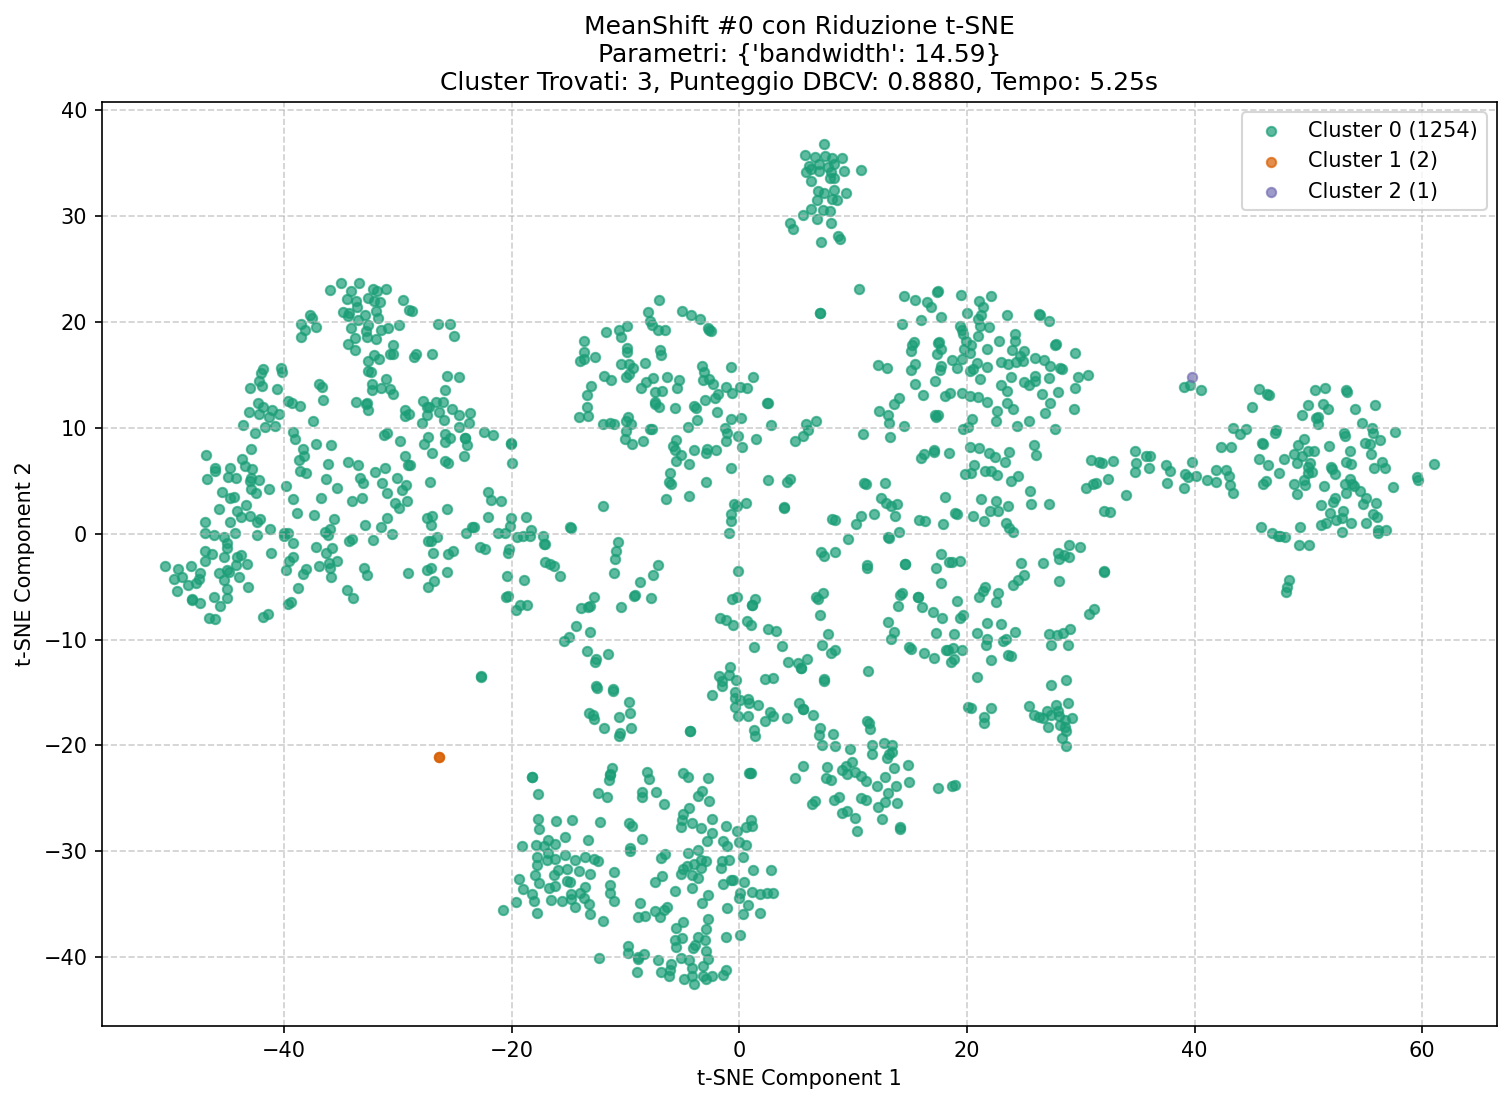 MeanShift #0 con Riduzione t-SNE
Parametri: {'bandwidth': 14.59}
Cluster Trovati: 3, Punteggio DBCV: 0.8880, Tempo: 5.25s
Cluster 0 (1254)
Cluster 1 (2)
Cluster 2 (1)
t-SNE Component 2
40
30
20
10
0
−10
−20
−30
−40
−40
−20
0
20
40
60
t-SNE Component 1